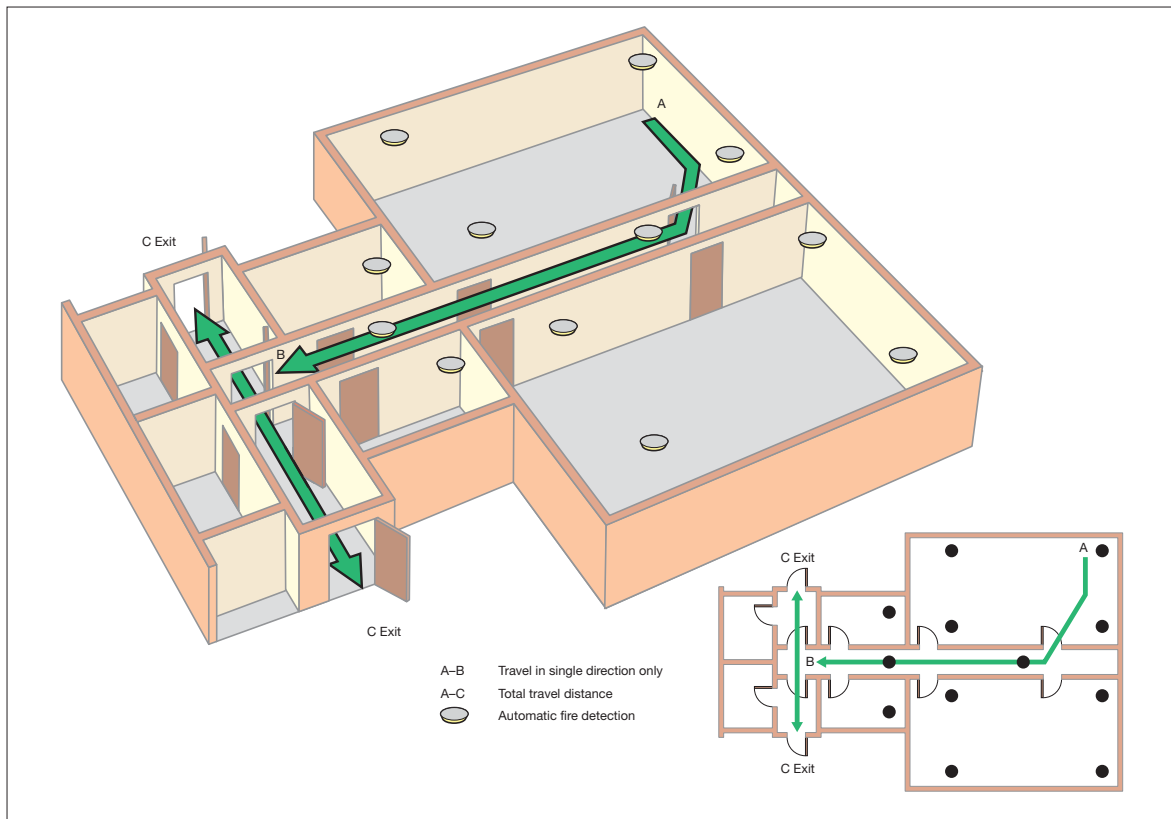 A
C Exit
B
C Exit
A–B Travel in single direction only
A–C Total travel distance
Automatic fire detection
C Exit
A
B
C Exit